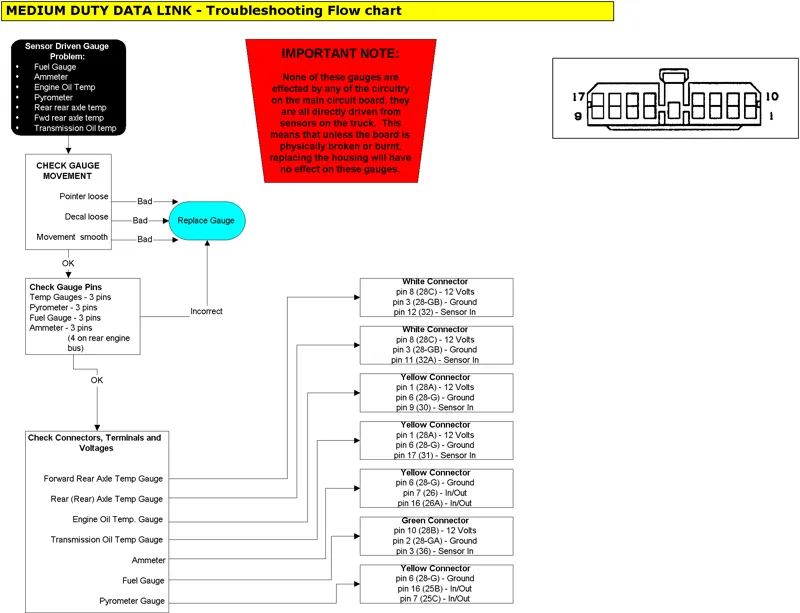 MEDIUM DUTY DATA LINK - Troubleshooting Flow chart
Sensor Driven Gauge
Problem:
• Fuel Gauge
• Ammeter
• Engine Oil Temp
• Pyrometer
• Rear rear axle temp
• Fwd rear axle temp
• Transmission Oil temp
IMPORTANT NOTE:
None of these gauges are
effected by any of the circuitry
on the main circuit board, they
are all directly driven from
sensors on the truck. This
means that unless the board is
physically broken or burnt,
replacing the housing will have
no effect on these gauges.
17
10
9
1
CHECK GAUGE
MOVEMENT
Pointer loose
Decal loose
Movement smooth
Bad
Bad
Bad
Replace Gauge
OK
Check Gauge Pins
Temp Gauges - 3 pins
Pyrometer - 3 pins
Fuel Gauge - 3 pins
Ammeter - 3 pins
(4 on rear engine
bus)
Incorrect
OK
Check Connectors, Terminals and
Voltages
Forward Rear Axle Temp Gauge
Rear (Rear) Axle Temp Gauge
Engine Oil Temp. Gauge
Transmission Oil Temp Gauge
Ammeter
Fuel Gauge
Pyrometer Gauge
White Connector
pin 8 (28C) - 12 Volts
pin 3 (28-GB) - Ground
pin 12 (32) - Sensor In
White Connector
pin 8 (28C) - 12 Volts
pin 3 (28-GB) - Ground
pin 11 (32A) - Sensor In
Yellow Connector
pin 1 (28A) - 12 Volts
pin 6 (28-G) - Ground
pin 9 (30) - Sensor In
Yellow Connector
pin 1 (28A) - 12 Volts
pin 6 (28-G) - Ground
pin 17 (31) - Sensor In
Yellow Connector
pin 6 (28-G) - Ground
pin 7 (26) - In/Out
pin 16 (26A) - In/Out
Green Connector
pin 10 (28B) - 12 Volts
pin 2 (28-GA) - Ground
pin 3 (36) - Sensor In
Yellow Connector
pin 6 (28-G) - Ground
pin 16 (25B) - In/Out
pin 7 (25C) - In/Out